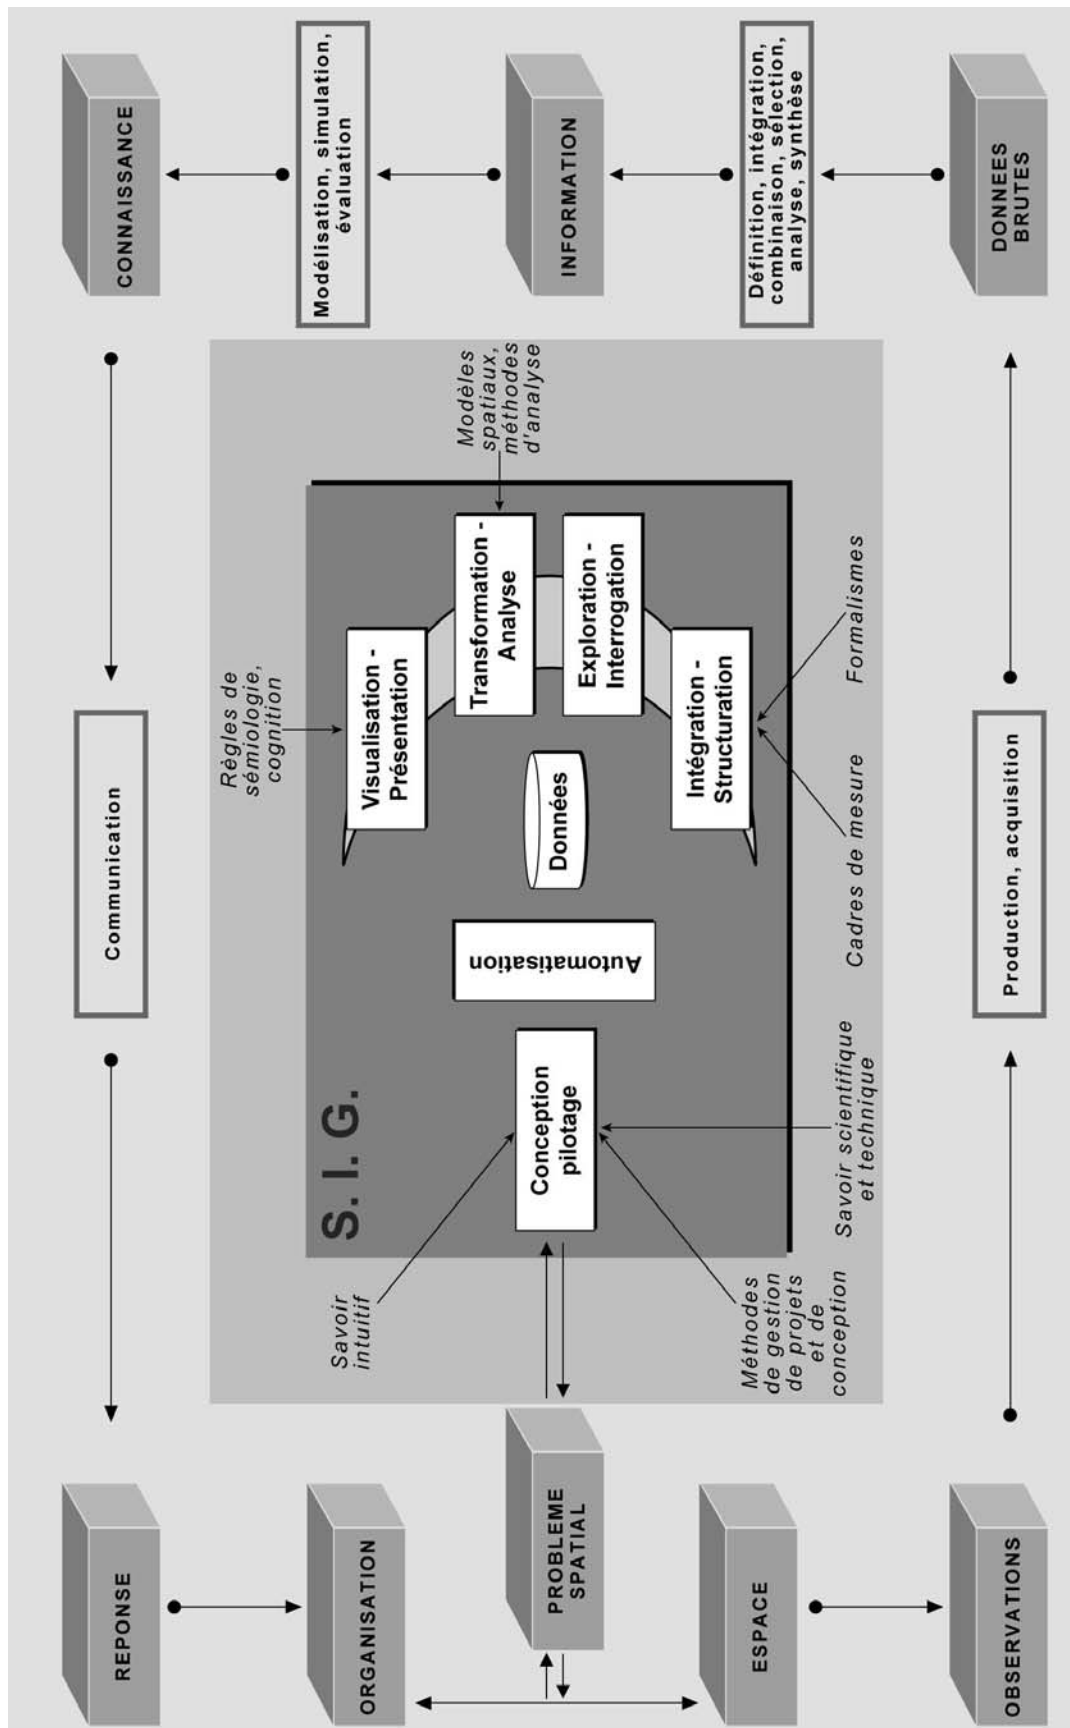 REPONSE
ORGANISATION
PROBLEME
SPATIAL
ESPACE
OBSERVATIONS
Communication
Production, acquisition
CONNAISSANCE
Modélisation, simulation,
évaluation
INFORMATION
Définition, intégration,
combinaison, sélection,
analyse, synthèse
DONNEES
BRUTES
S. I. G.
Savoir
intuitif
Conception
pilotage
Méthodes
de gestion
de projets
et de
conception
Savoir scientifique
et technique
Automatisation
Données
Règles de
sémiologie,
cognition
Visualisation -
Présentation
Transformation -
Analyse
Exploration -
Interrogation
Intégration -
Structuration
Modèles
spatiaux,
méthodes
d'analyse
Cadres de mesure
Formalismes